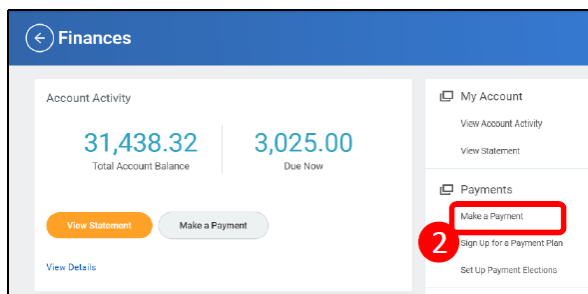 Finances
Account Activity
31,438.32
Total Account Balance
3,025.00
Due Now
View Statement
Make a Payment
View Details
My Account
View Account Activity
View Statement
Payments
Make a Payment
2
Sign Up for a Payment Plan
Set Up Payment Elections